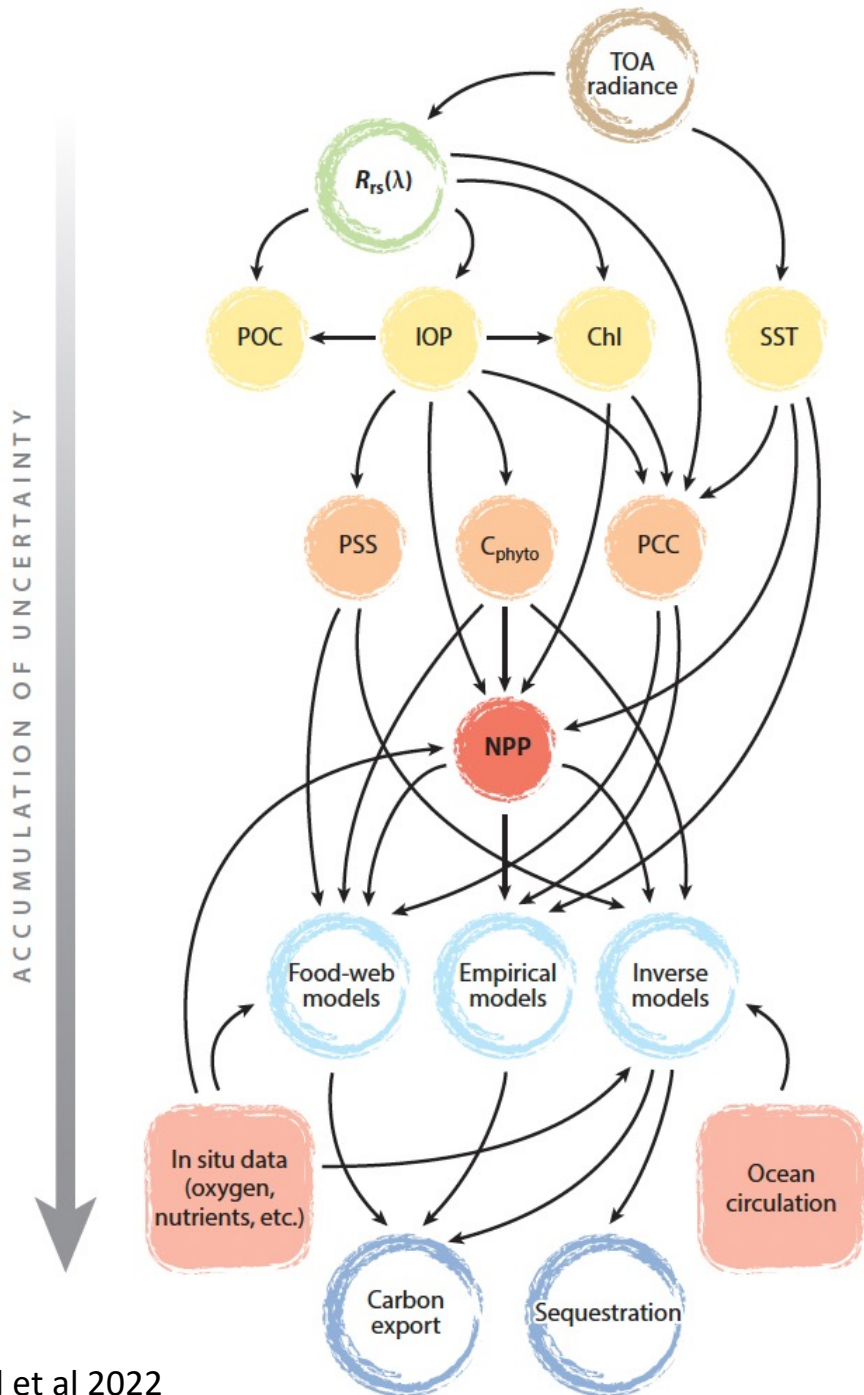 TOA
radiance
Rrs(λ)
POC
IOP
Chl
SST
ACCUMULATION OF UNCERTAINTY
PSS
Cphyto
PCC
NPP
Food-web
models
Empirical
models
Inverse
models
In situ data
(oxygen,
nutrients, etc.)
Ocean
circulation
Carbon
export
Sequestration
et al 2022